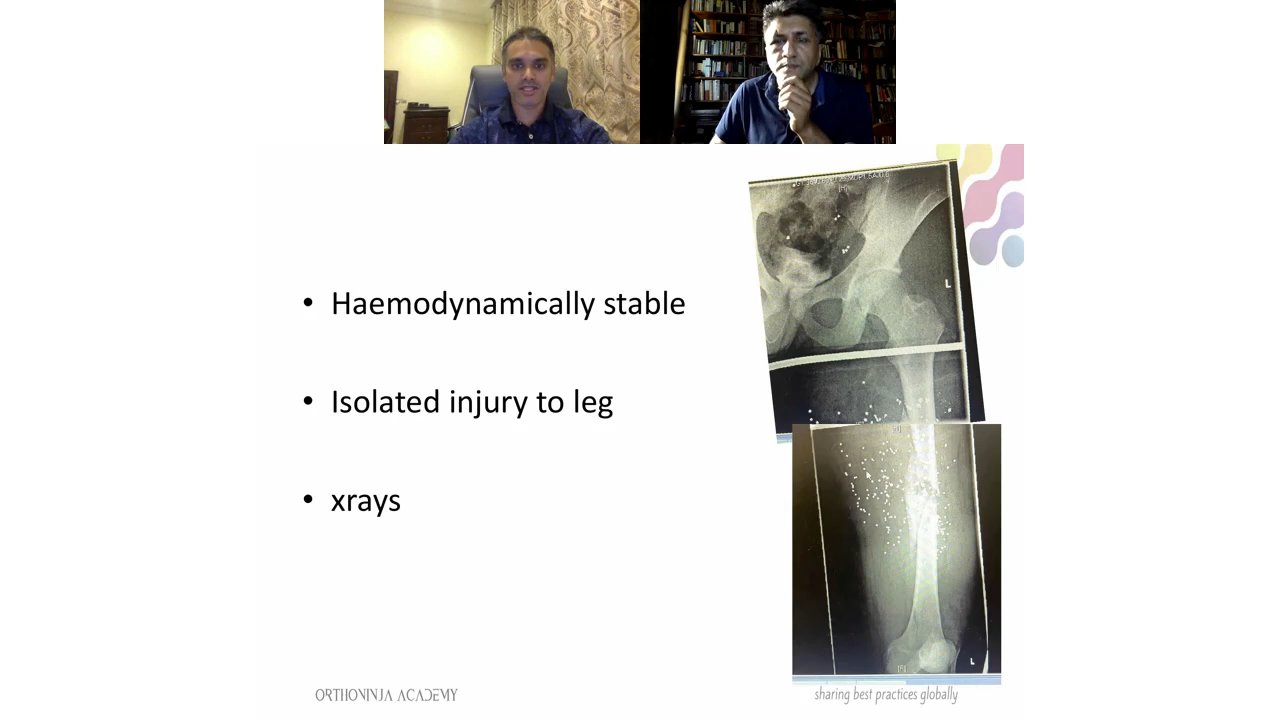 • Haemodynamically stable
L
• Isolated injury to leg
• xrays
L
ORTHONINJA ACADEMY
sharing best practices globally